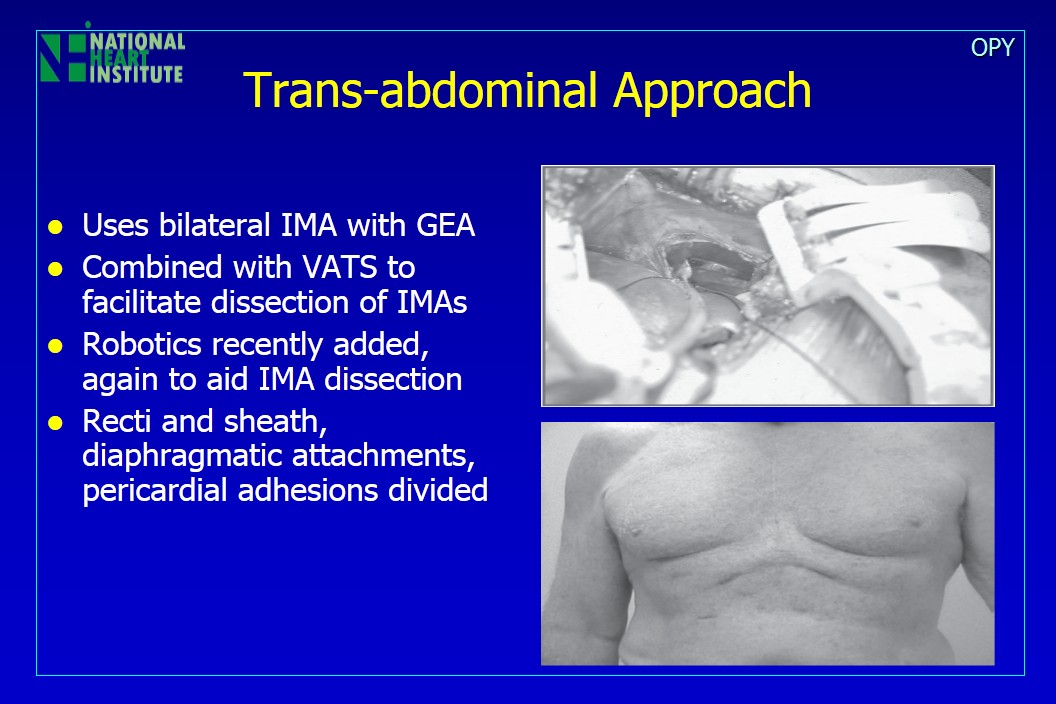 NATIONAL
HEART
INSTITUTE
OPY
Trans-abdominal Approach
Uses bilateral IMA with GEA
Combined with VATS to
facilitate dissection of IMAs
Robotics recently added,
again to aid IMA dissection
Recti and sheath,
diaphragmatic attachments,
pericardial adhesions divided